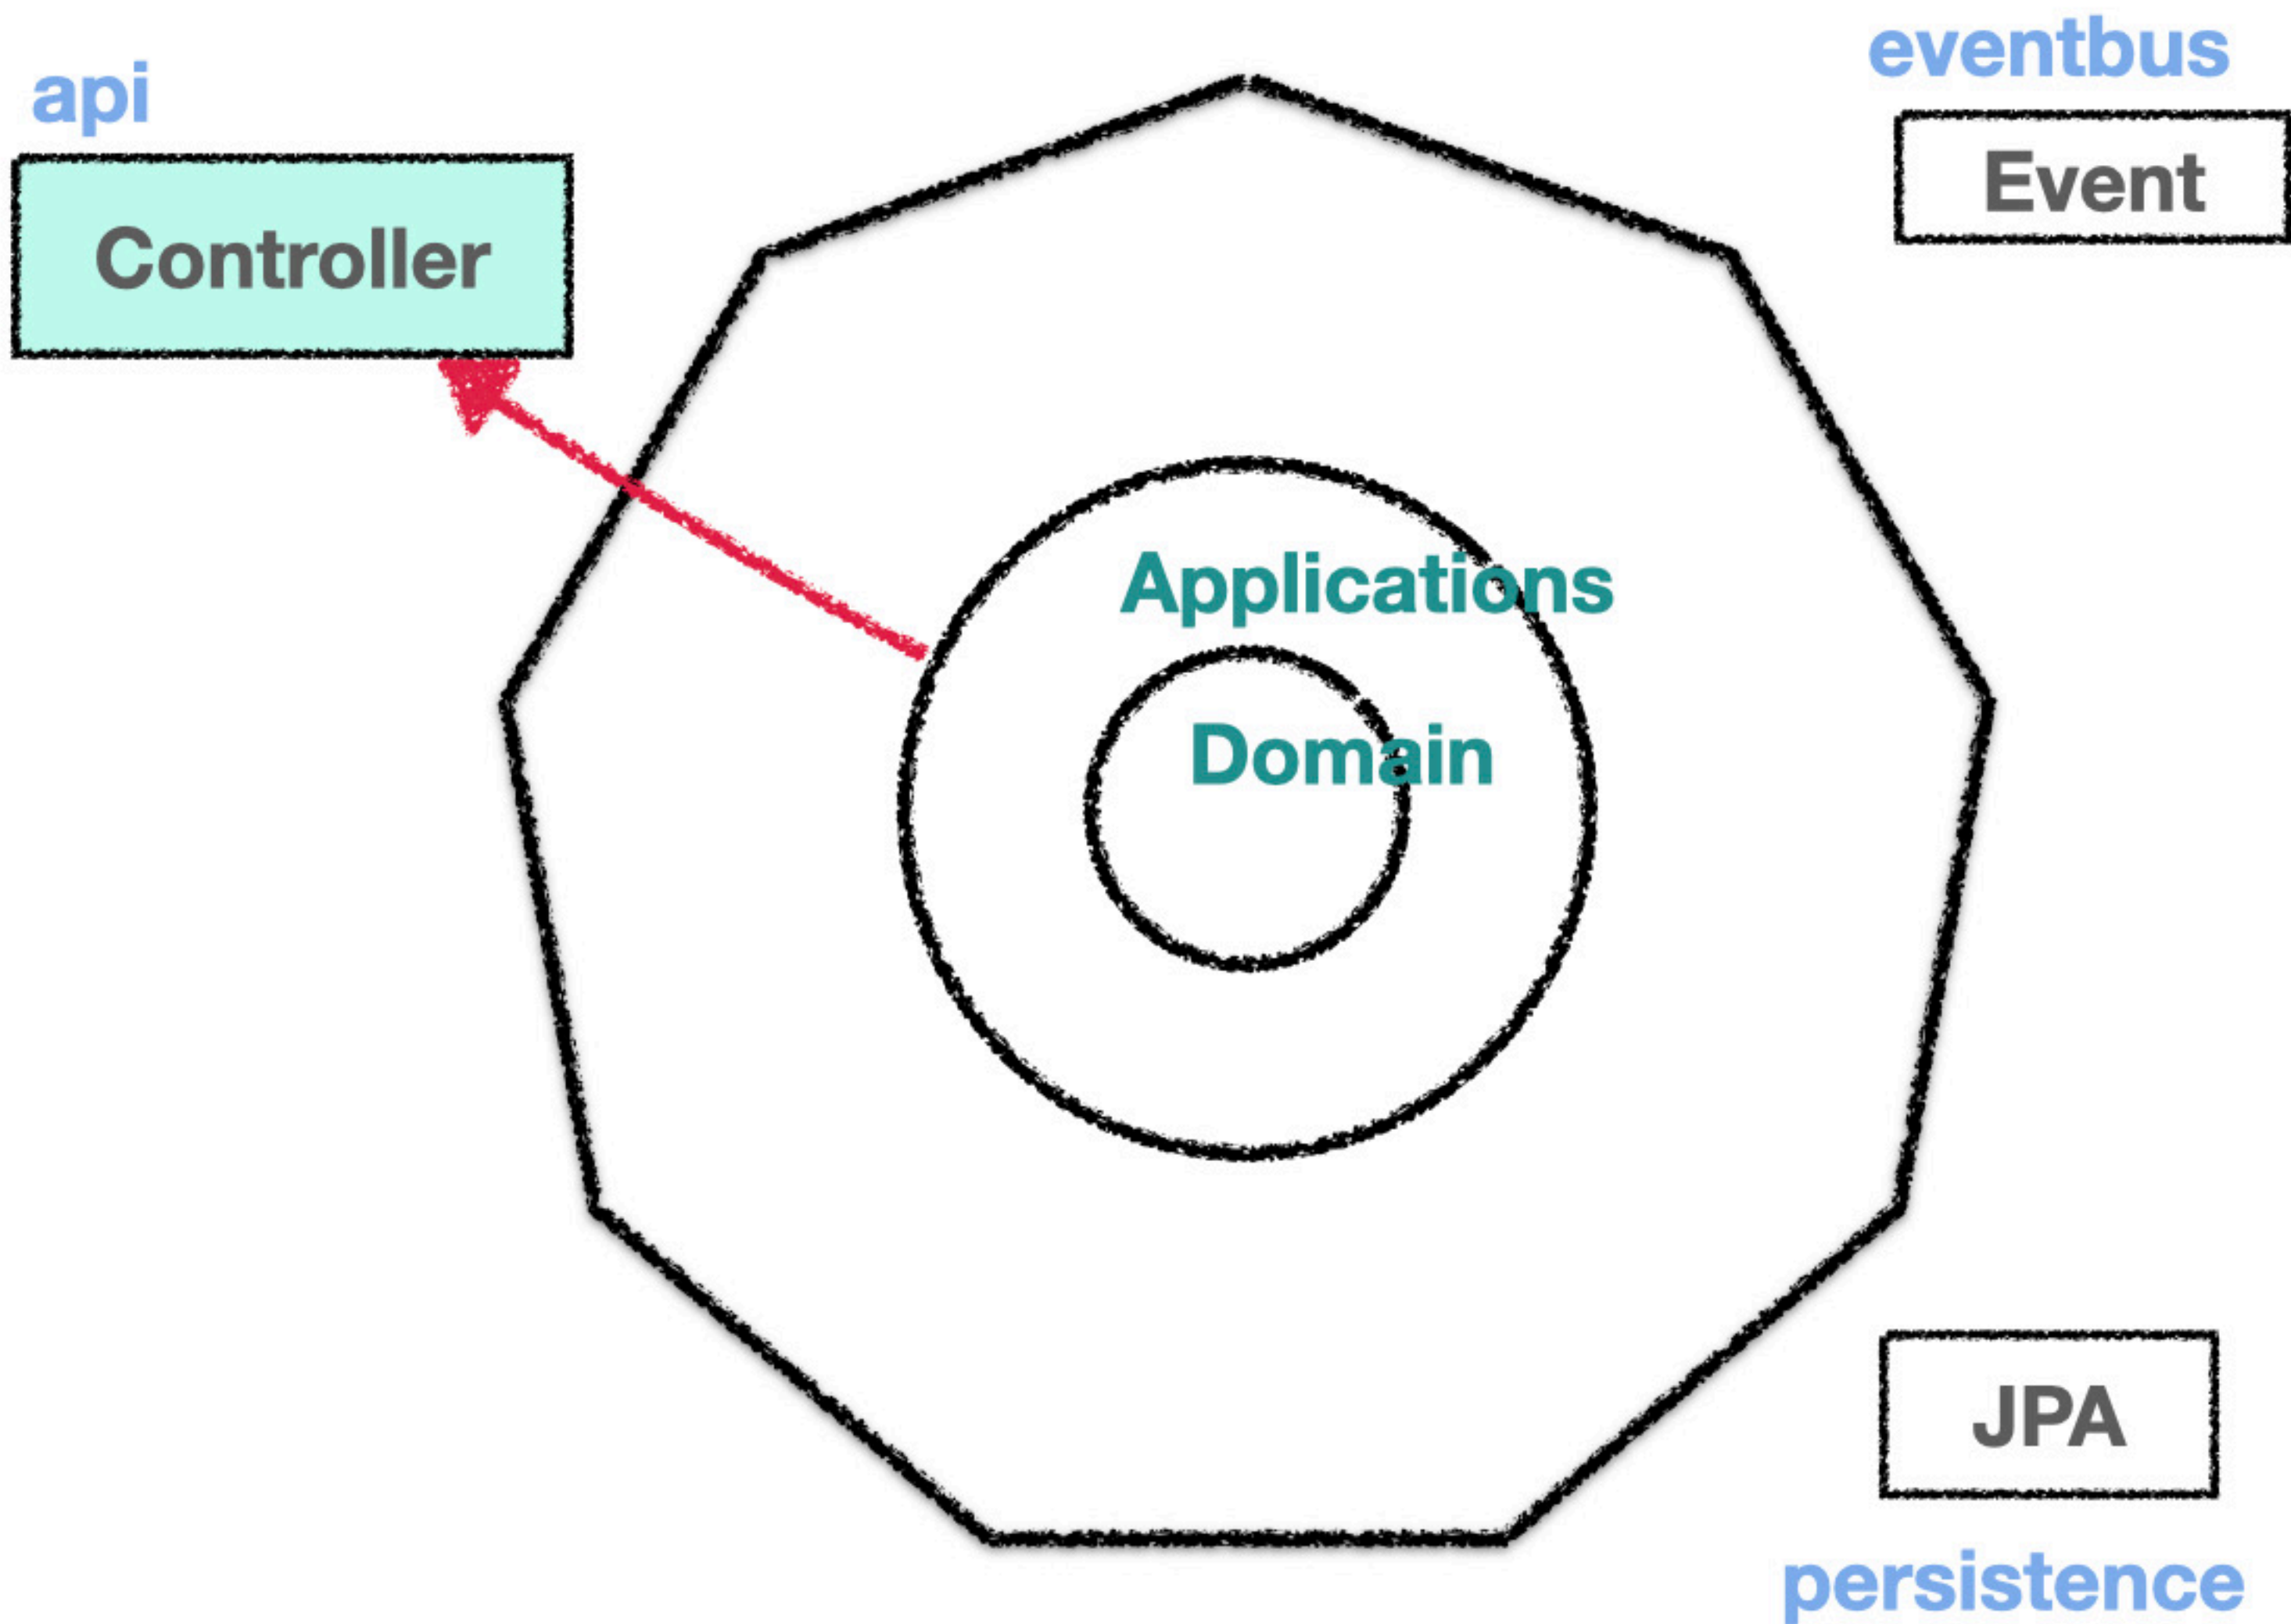 eventbus
api
Event
Controller
Applications
Domain
JPA
persistence